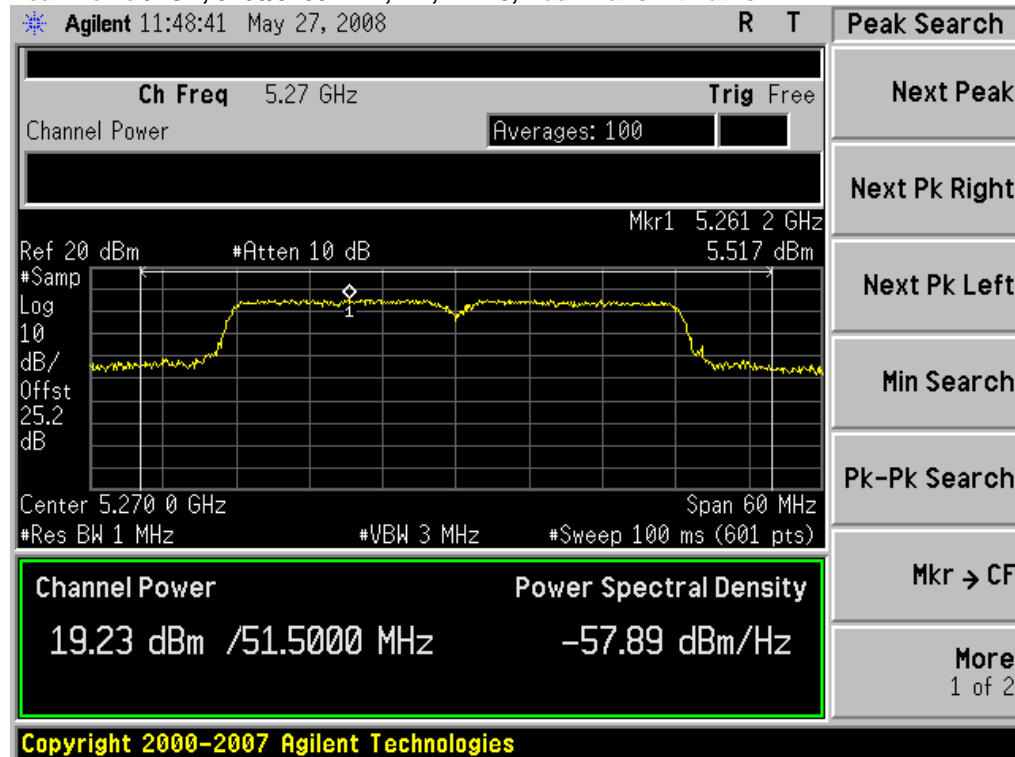 Agilent 11:48:41 May 27, 2008 R T
Peak Search
Ch Freq 5.27 GHz Trig Free
Channel Power Averages: 100
Mkr1 5.261 2 GHz
Ref 20 dBm #Atten 10 dB 5.517 dBm
#Samp
Log
10
dB/
Offst
25.2
dB
1
Center 5.270 0 GHz Span 60 MHz
#Res BW 1 MHz #VBW 3 MHz #Sweep 100 ms (601 pts)
Channel Power Power Spectral Density
19.23 dBm /51.5000 MHz -57.89 dBm/Hz
Copyright 2000-2007 Agilent Technologies
Next Peak
Next Pk Right
Next Pk Left
Min Search
Pk-Pk Search
Mkr → CF
More
1 of 2